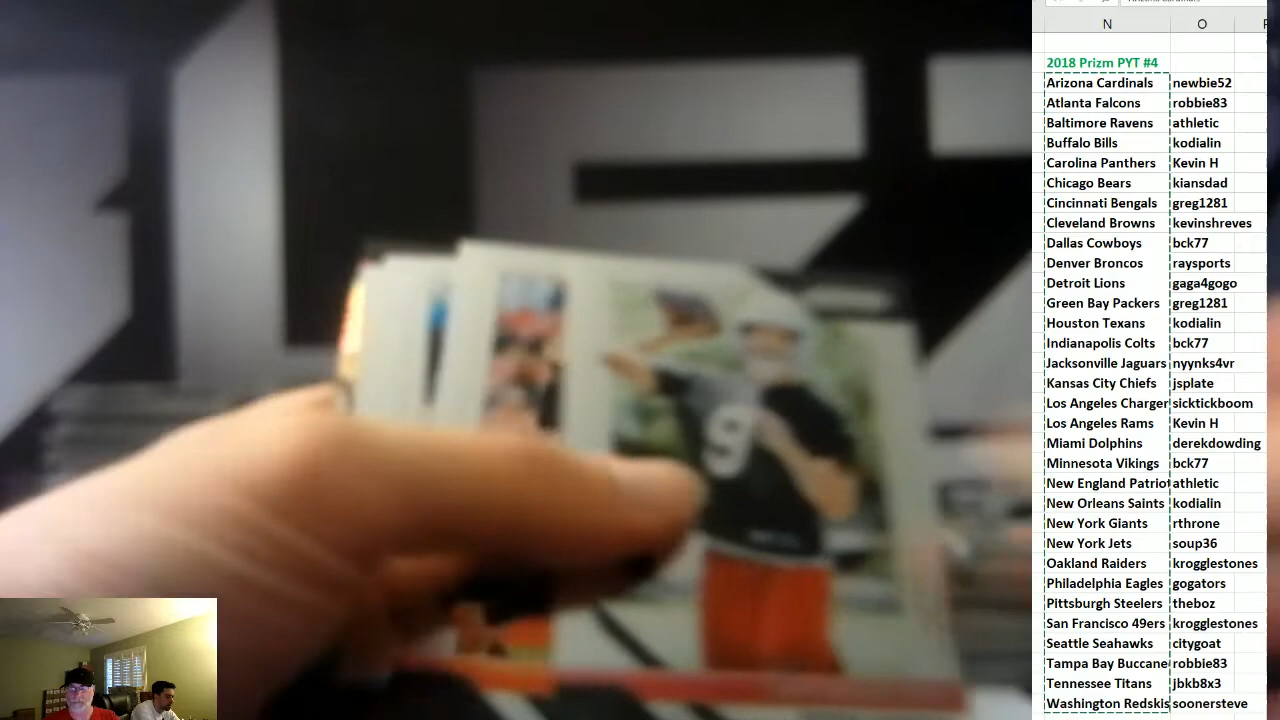 N O
2018 Prizm PYT #4
Arizona Cardinals newbie52
Atlanta Falcons robbie83
Baltimore Ravens athletic
Buffalo Bills kodialin
Carolina Panthers Kevin H
Chicago Bears kiansdad
Cincinnati Bengals greg1281
Cleveland Browns kevinshreves
Dallas Cowboys bck77
Denver Broncos raysports
Detroit Lions gaga4gogo
Green Bay Packers greg1281
Houston Texans kodialin
Indianapolis Colts bck77
Jacksonville Jaguars nyynks4vr
Kansas City Chiefs jsplate
Los Angeles Charger sicktickboom
Los Angeles Rams Kevin H
Miami Dolphins derekdowding
Minnesota Vikings bck77
New England Patriot athletic
New Orleans Saints kodialin
New York Giants rthrone
New York Jets soup36
Oakland Raiders krogglestones
Philadelphia Eagles gogators
Pittsburgh Steelers theboz
San Francisco 49ers krogglestones
Seattle Seahawks citygoat
Tampa Bay Buccane robbie83
Tennessee Titans jbkb8x3
Washington Redskis soonersteve
9